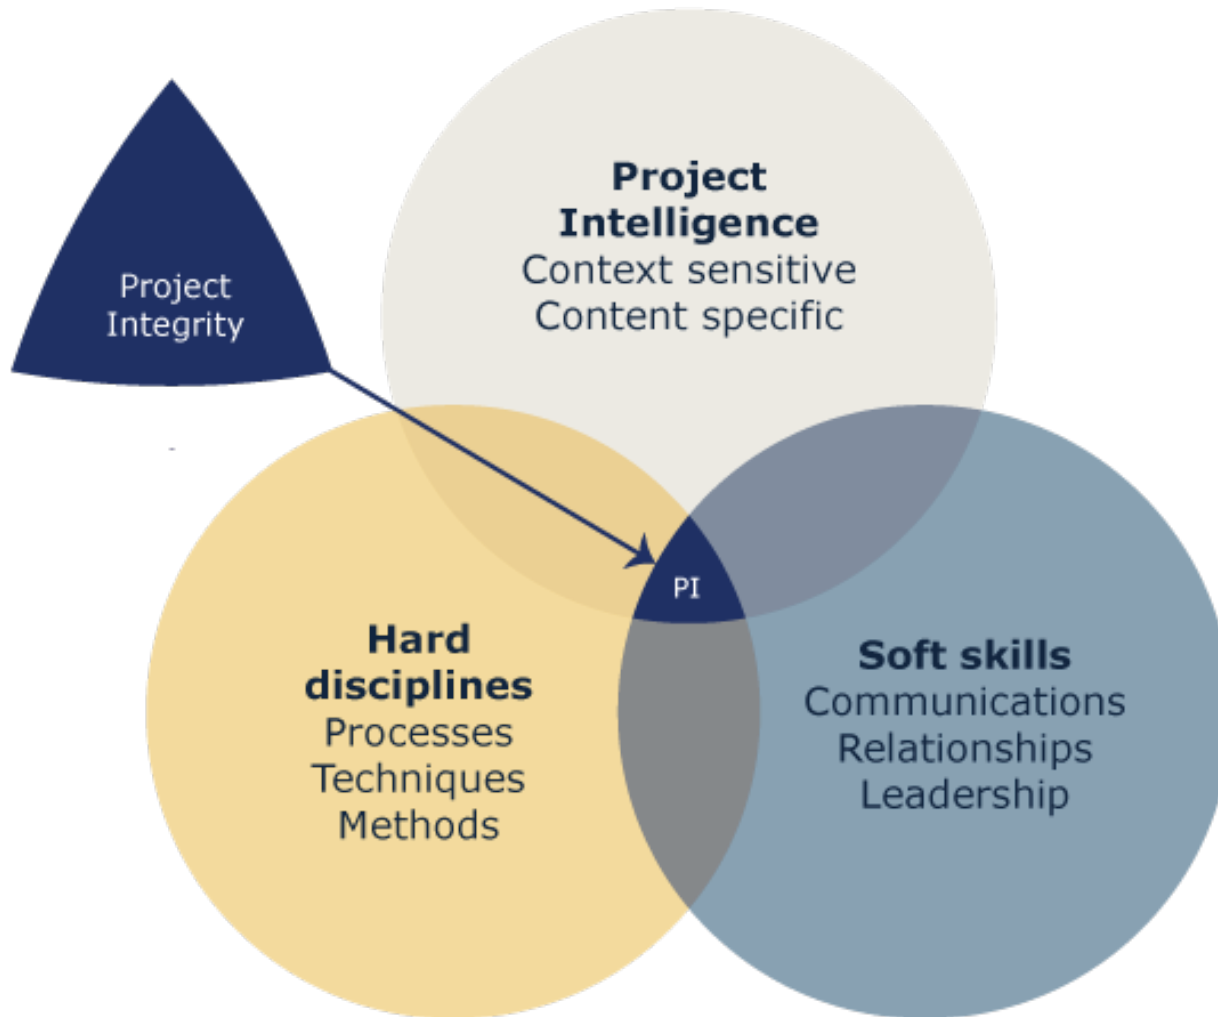 Project
Intelligence
Context sensitive
Content specific
Project
Integrity
PI
Hard
disciplines
Processes
Techniques
Methods
Soft skills
Communications
Relationships
Leadership